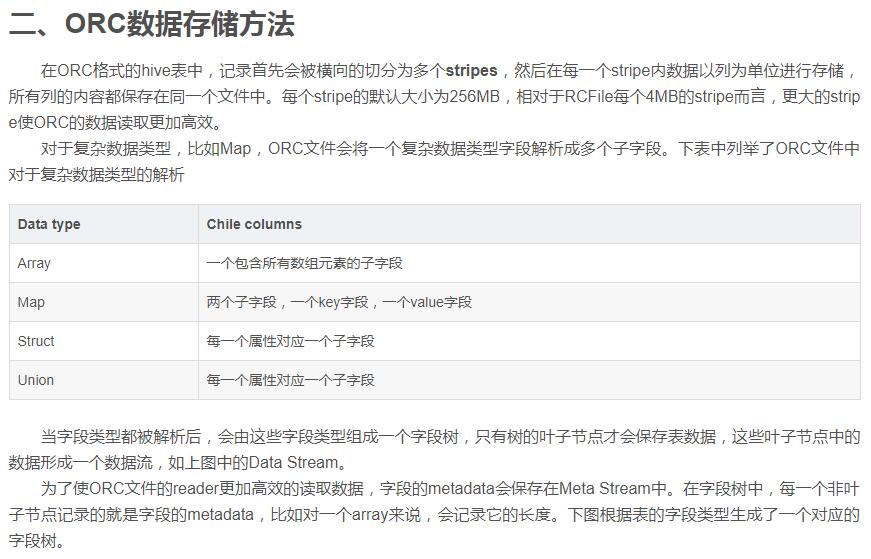 二、ORC数据存储方法
在ORC格式的hive表中，记录首先会被横向的切分为多个stripes，然后在每一个stripe内数据以列为单位进行存储，
所有列的内容都保存在同一个文件中。每个stripe的默认大小为256MB，相对于RCFile每个4MB的stripe而言，更大的strip
e使ORC的数据读取更加高效。
对于复杂数据类型，比如Map，ORC文件会将一个复杂数据类型字段解析成多个子字段。下表中列举了ORC文件中
对于复杂数据类型的解析
Data type Chile columns
Array 一个包含所有数组元素的子字段
Map 两个子字段，一个key字段，一个value字段
Struct 每一个属性对应一个子字段
Union 每一个属性对应一个子字段
当字段类型都被解析后，会由这些字段类型组成一个字段树，只有树的叶子节点才会保存表数据，这些叶子节点中的
数据形成一个数据流，如上图中的Data Stream。
为了使ORC文件的reader更加高效的读取数据，字段的metadata会保存在Meta Stream中。在字段树中，每一个非叶
子节点记录的就是字段的metadata，比如对一个array来说，会记录它的长度。下图根据表的字段类型生成了一个对应的
字段树。